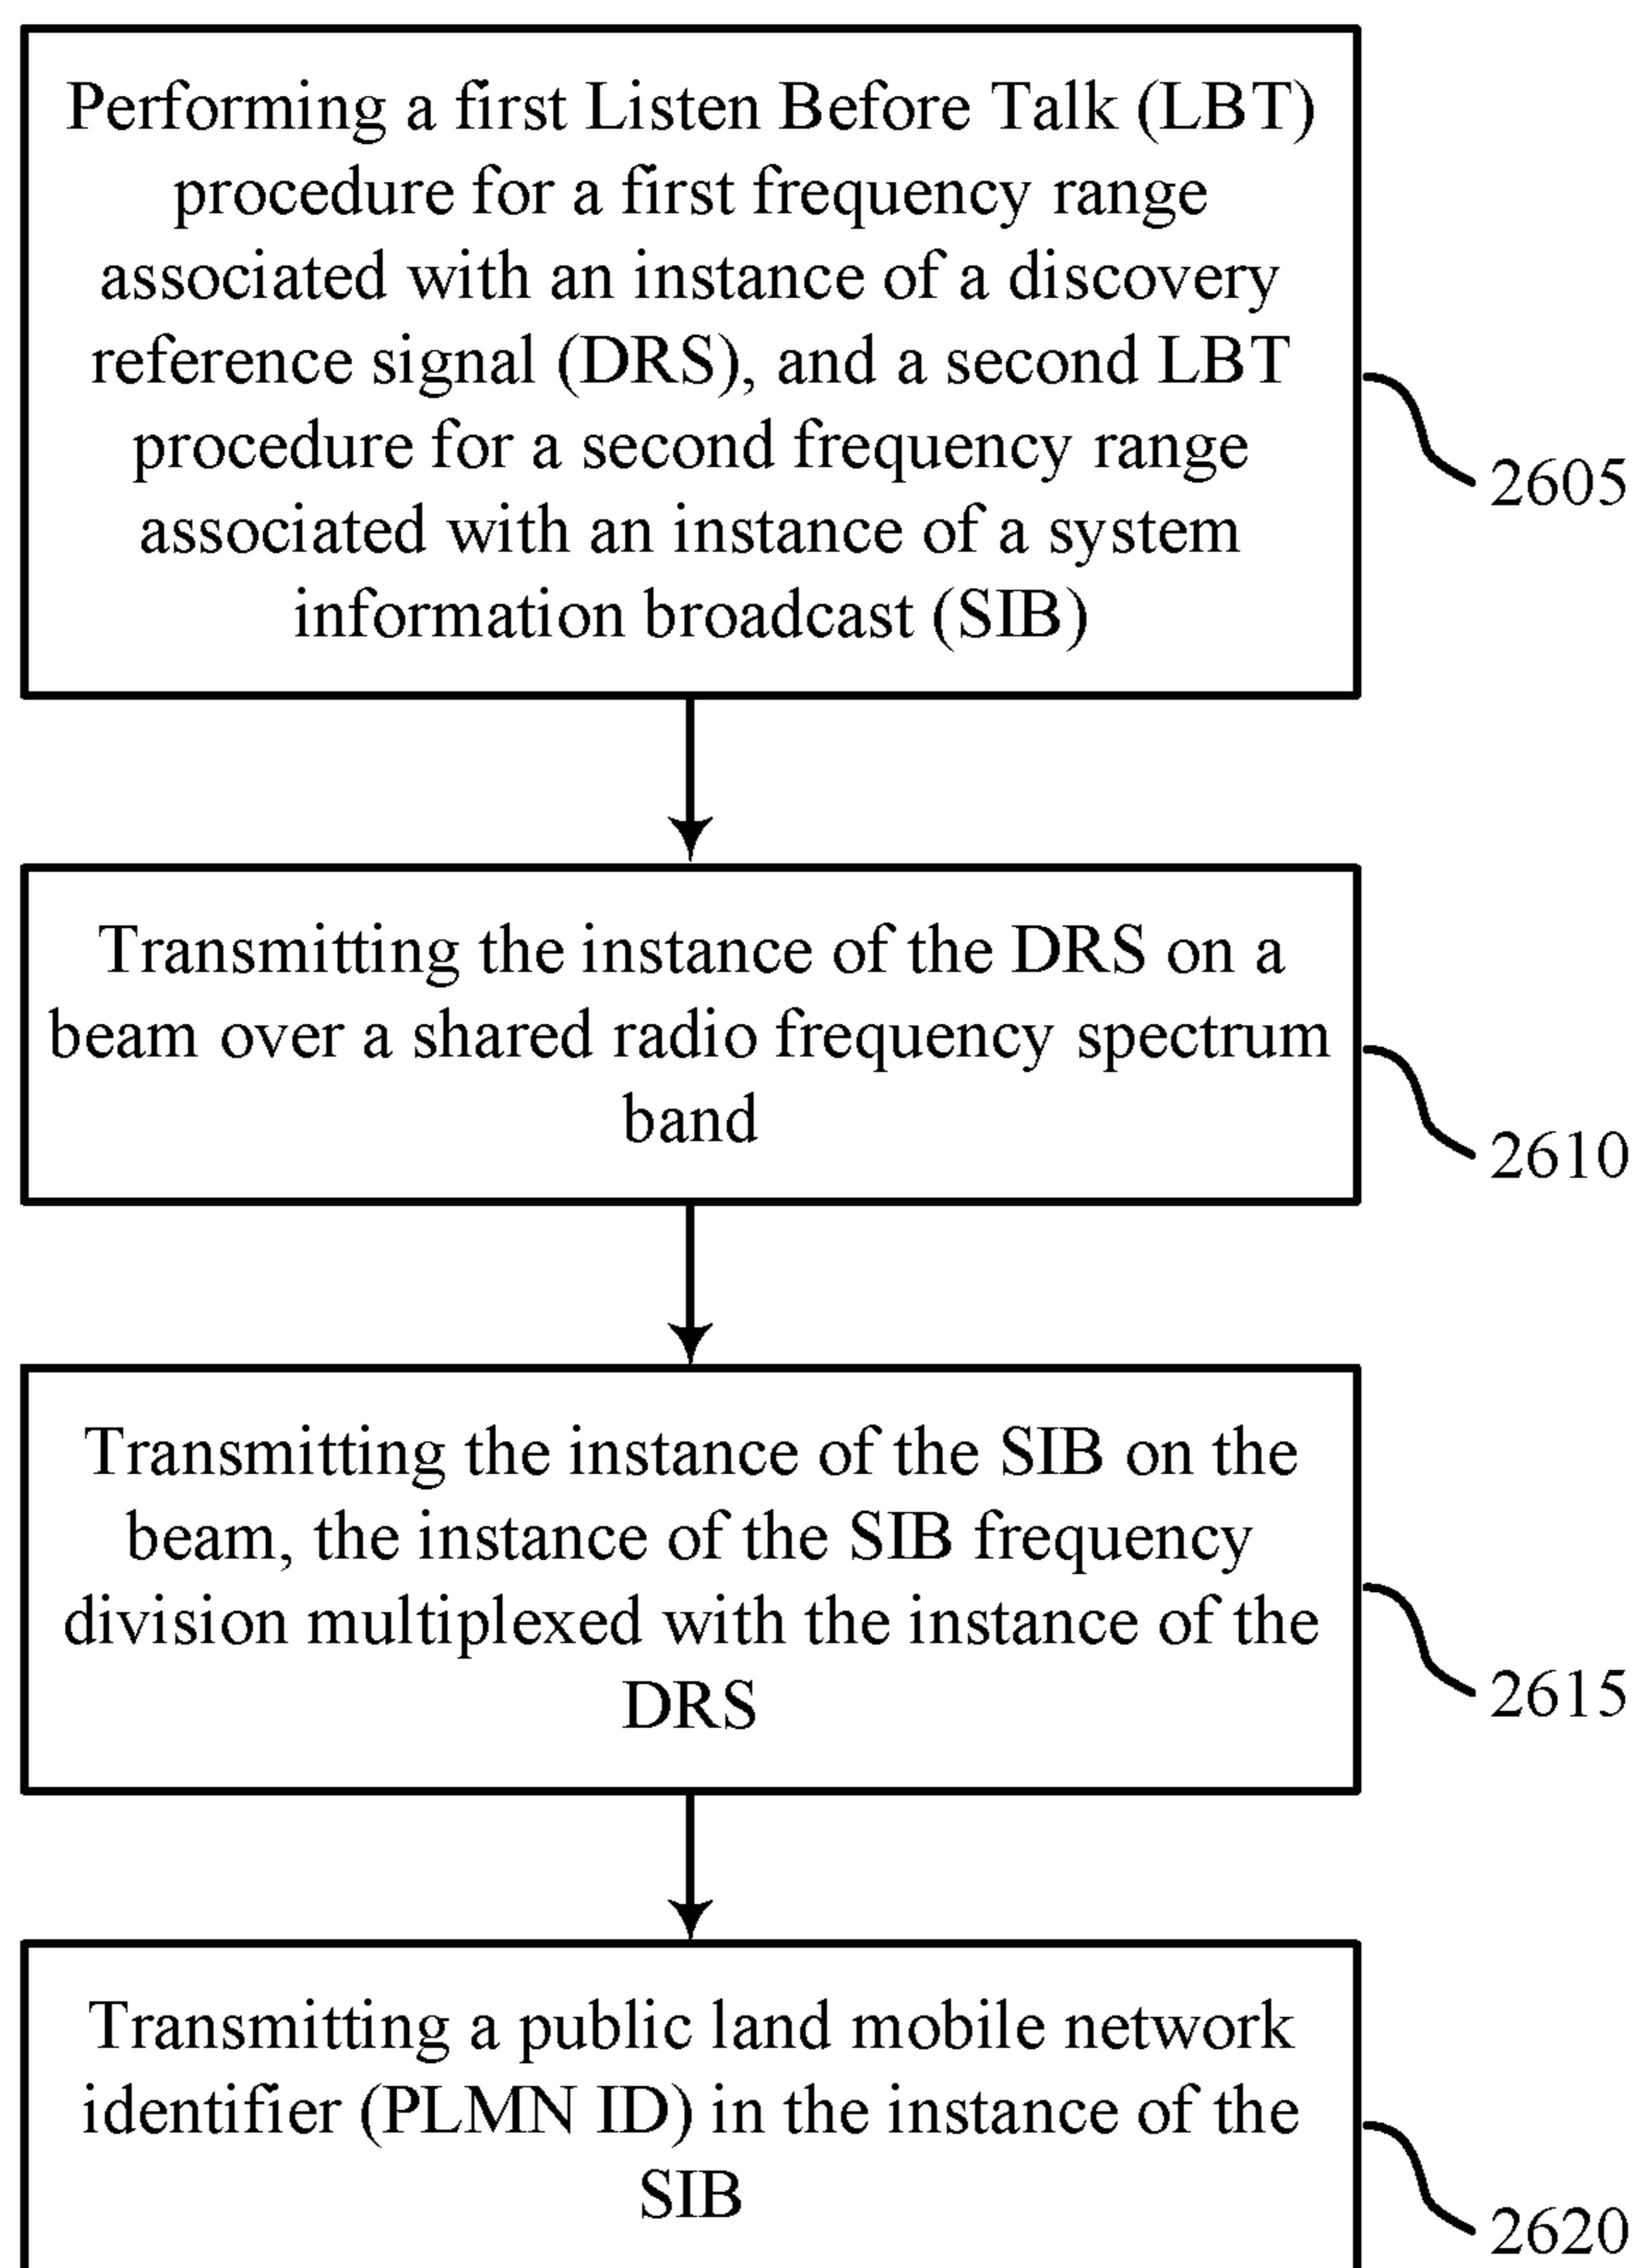 Performing a first Listen Before Talk (LBT)
procedure for a first frequency range
associated with an instance of a discovery
reference signal (DRS), and a second LBT
procedure for a second frequency range
associated with an instance of a system
information broadcast (SIB)
2605
Transmitting the instance of the DRS on a
beam over a shared radio frequency spectrum
band
2610
Transmitting the instance of the SIB on the
beam, the instance of the SIB frequency
division multiplexed with the instance of the
DRS
2615
Transmitting a public land mobile network
identifier (PLMN ID) in the instance of the
SIB
2620